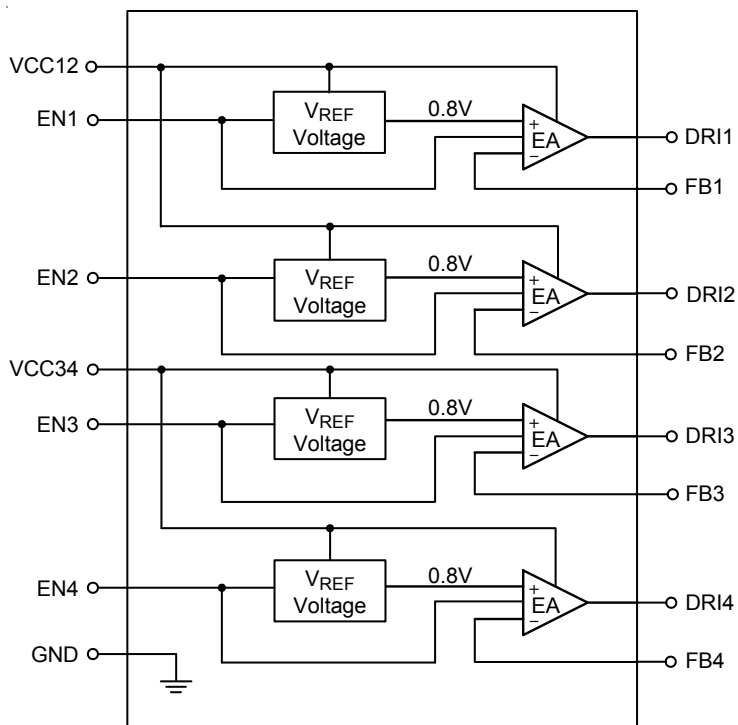 VCC12
EN1
VREF
Voltage
0.8V
+
EA
−
DRI1
FB1
EN2
VREF
Voltage
0.8V
+
EA
−
DRI2
FB2
VCC34
EN3
VREF
Voltage
0.8V
+
EA
−
DRI3
FB3
EN4
VREF
Voltage
0.8V
+
EA
−
DRI4
FB4
GND